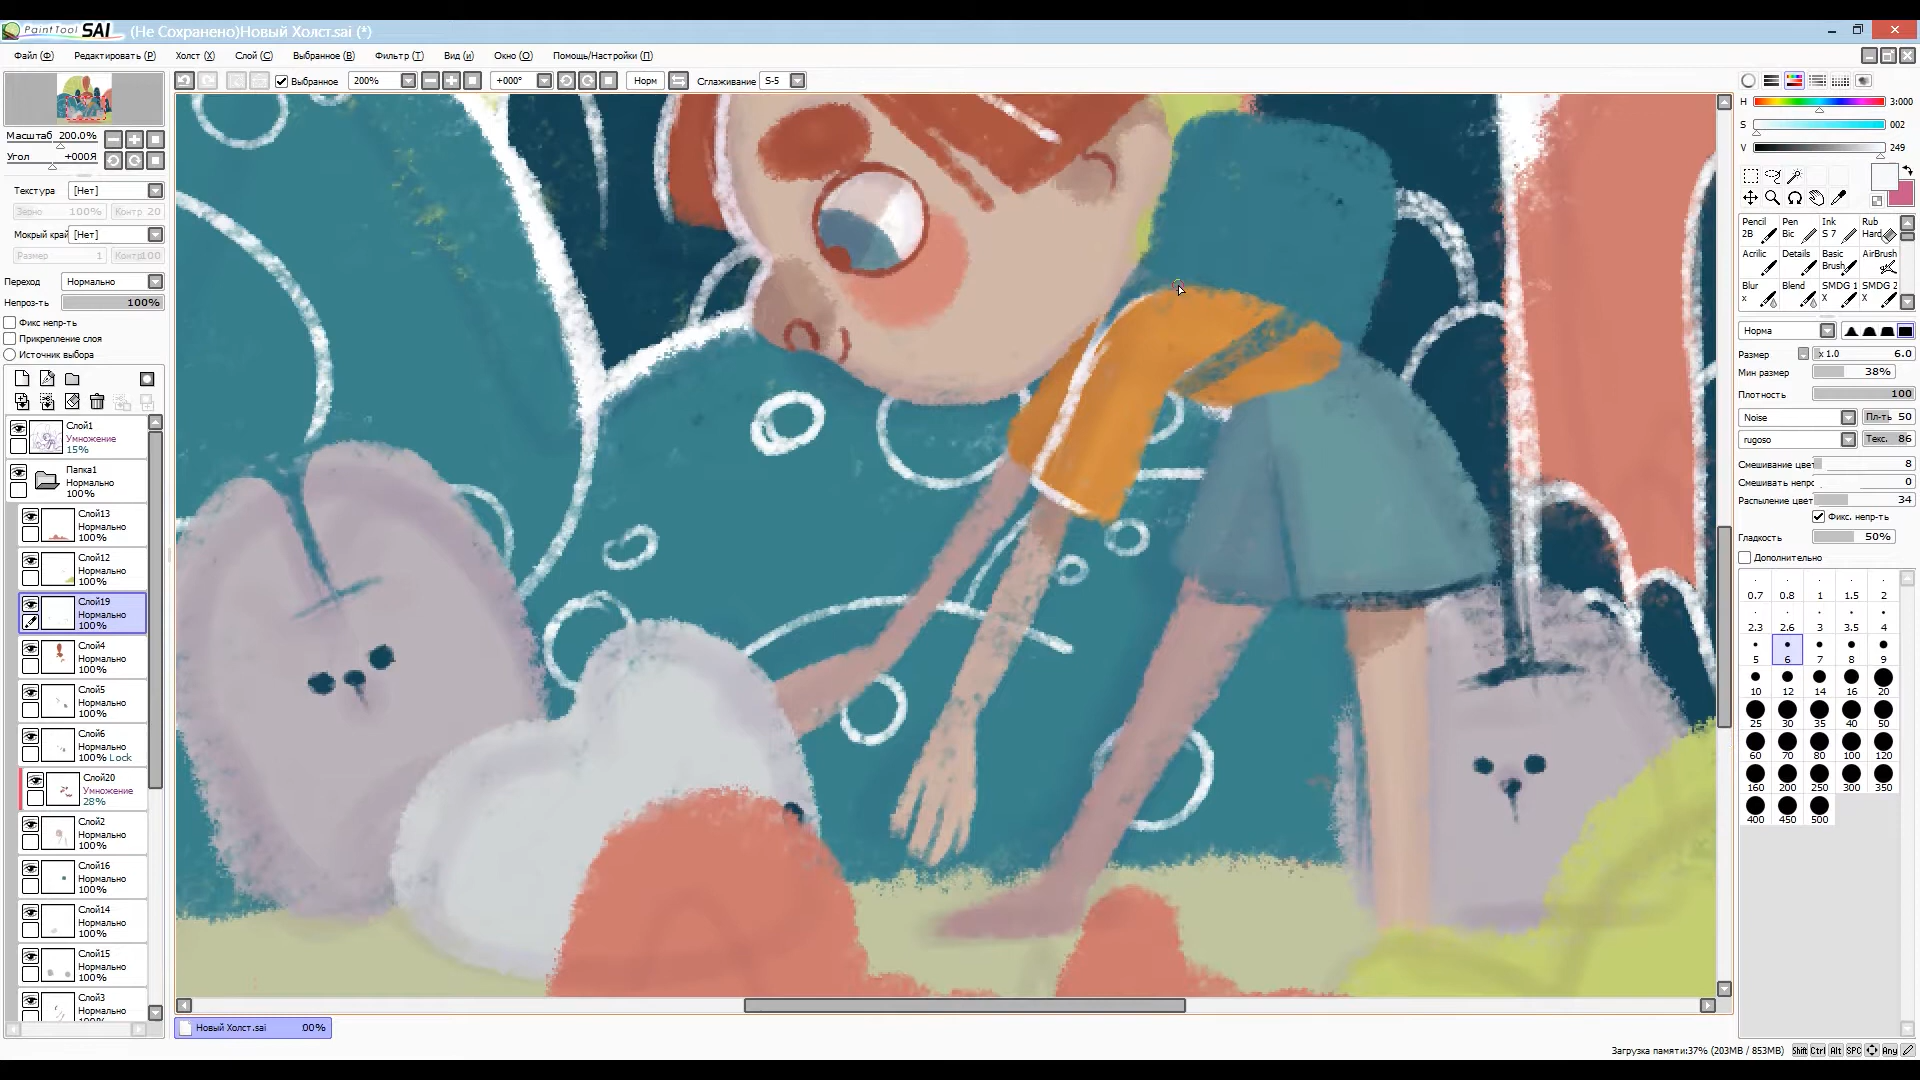 PaintTool SAI (Не Сохранено)Новый Холст.sai (*)
Файл (Ф) Редактировать (Р) Холст (X) Слой (C) Выбранное (B) Фильтр (T) Вид (и) Окно (O) Помощь/Настройки (П)
Выбранное 200% +000° Норм Сглаживание S-5
Масштаб 200.0%
Угол +000Я
Текстура [Нет]
Зерно 100% Контр 20
Мокрый край [Нет]
Размер 1 Контр100
Переход Нормально
Непроз-ть 100%
Фикс непр-ть
Прикрепление слоя
Источник выбора
Слой1
Умножение
15%
Папка1
Нормально
100%
Слой13
Нормально
100%
Слой12
Нормально
100%
Слой19
Нормально
100%
Слой4
Нормально
100%
Слой5
Нормально
100%
Слой6
Нормально
100% Lock
Слой20
Умножение
28%
Слой2
Нормально
100%
Слой16
Нормально
100%
Слой14
Нормально
100%
Слой15
Нормально
100%
Слой3
Нормально
Новый Холст.sai 00%
H 3:000
S 002
V 249
Pencil 2B Pen Bic Ink S 7 Rub Hard
Acrilic Details Basic Brush AirBrush
Blur x Blend SMDG 1 X SMDG 2 X
Норма
Размер x 1.0 6.0
Мин размер 38%
Плотность 100
Noise Пл-ть 50
rugoso Текс. 86
Смешивание цвет 8
Смешивать непро 0
Распыление цвет 34
Фикс. непр-ть
Гладкость 50%
Дополнительно
0.7 0.8 1 1.5 2
2.3 2.6 3 3.5 4
5 6 7 8 9
10 12 14 16 20
25 30 35 40 50
60 70 80 100 120
160 200 250 300 350
400 450 500
Загрузка памяти:37% (203MB / 853MB) Shift Ctrl Alt SPC Any